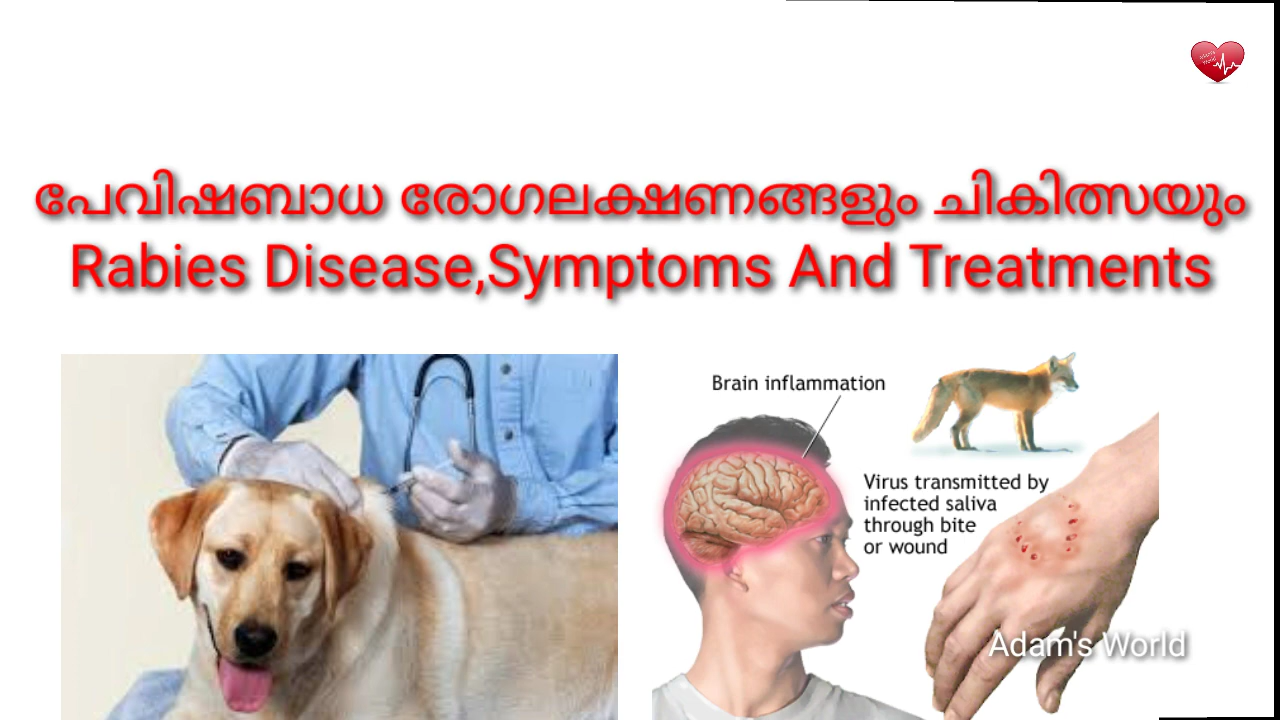 പേവിഷബാധ രോഗലക്ഷണങ്ങളും ചികിത്സയും
Rabies Disease,Symptoms And Treatments
Brain inflammation
Virus transmitted by
infected saliva
through bite
or wound
Adam's World